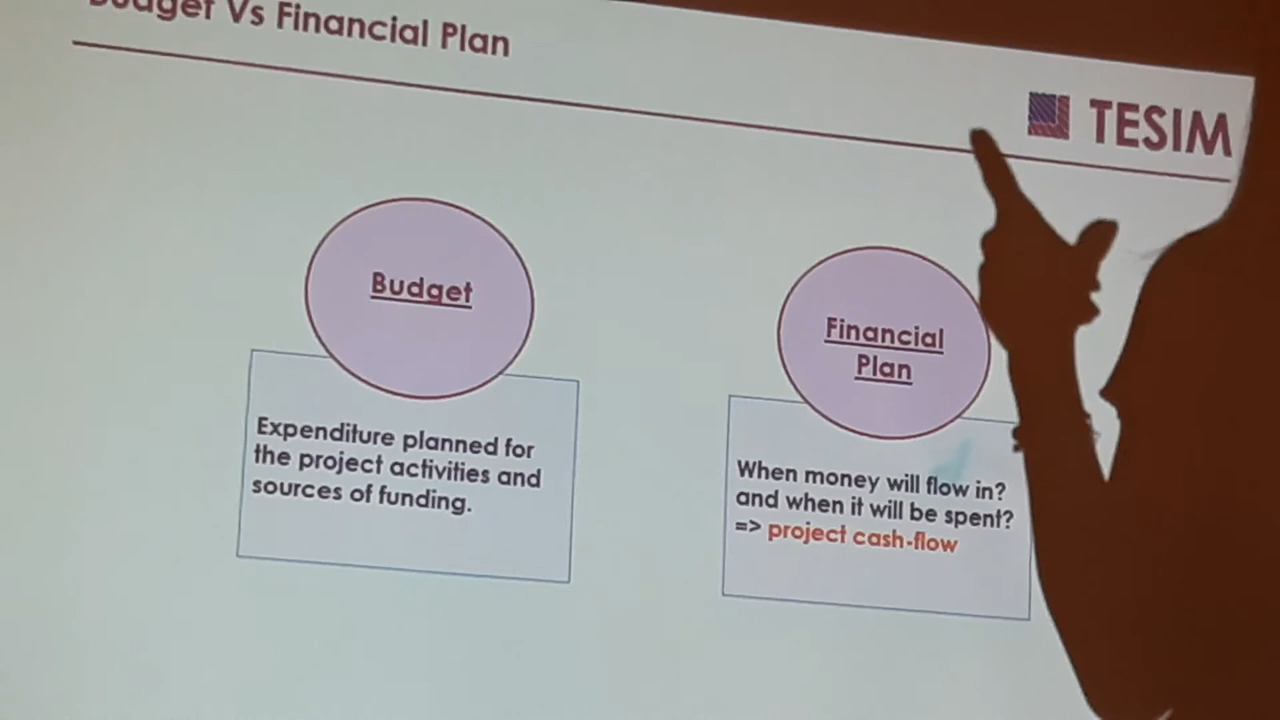 Budget Vs Financial Plan
TESIM
Budget
Expenditure planned for
the project activities and
sources of funding.
Financial
Plan
When money will flow in?
and when it will be spent?
=> project cash-flow